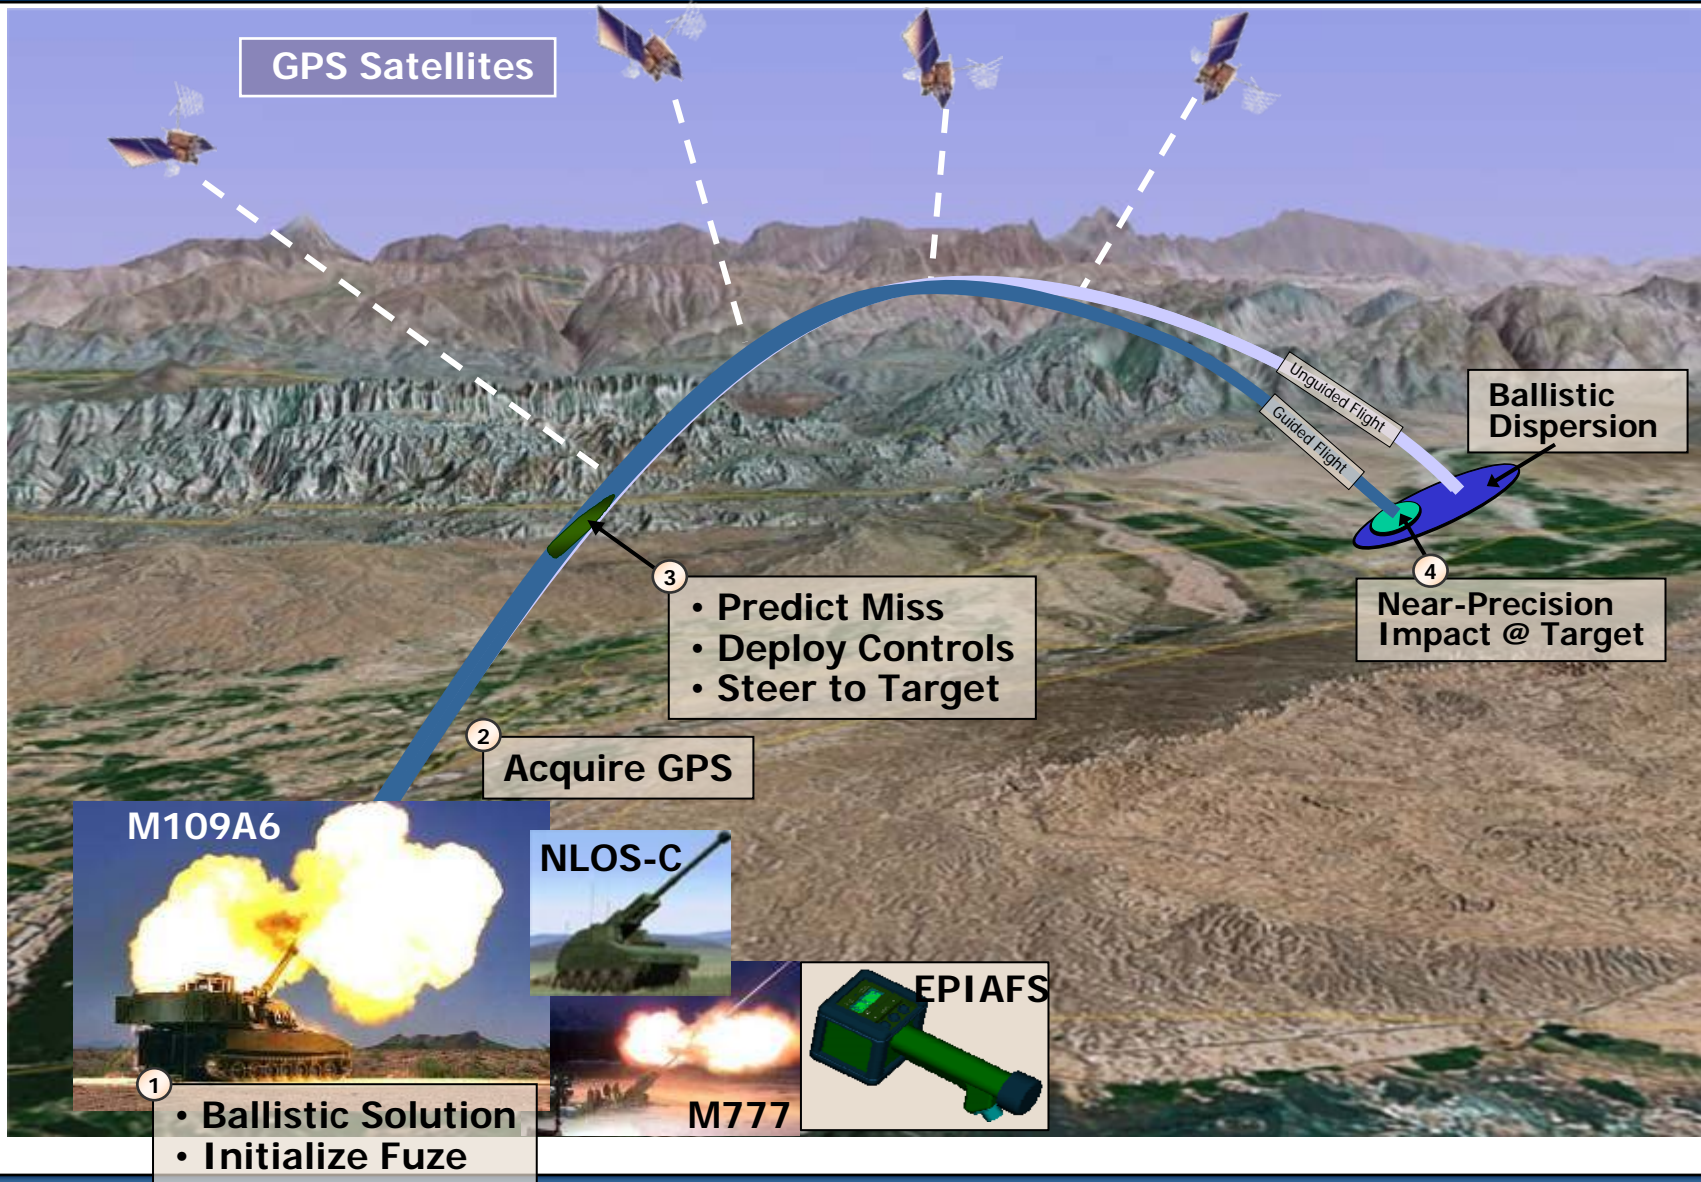 GPS Satellites
Unguided Flight
Guided Flight
Ballistic
Dispersion
3
• Predict Miss
• Deploy Controls
• Steer to Target
4
Near-Precision
Impact @ Target
2
Acquire GPS
M109A6
NLOS-C
EPIAFS
M777
1
• Ballistic Solution
• Initialize Fuze